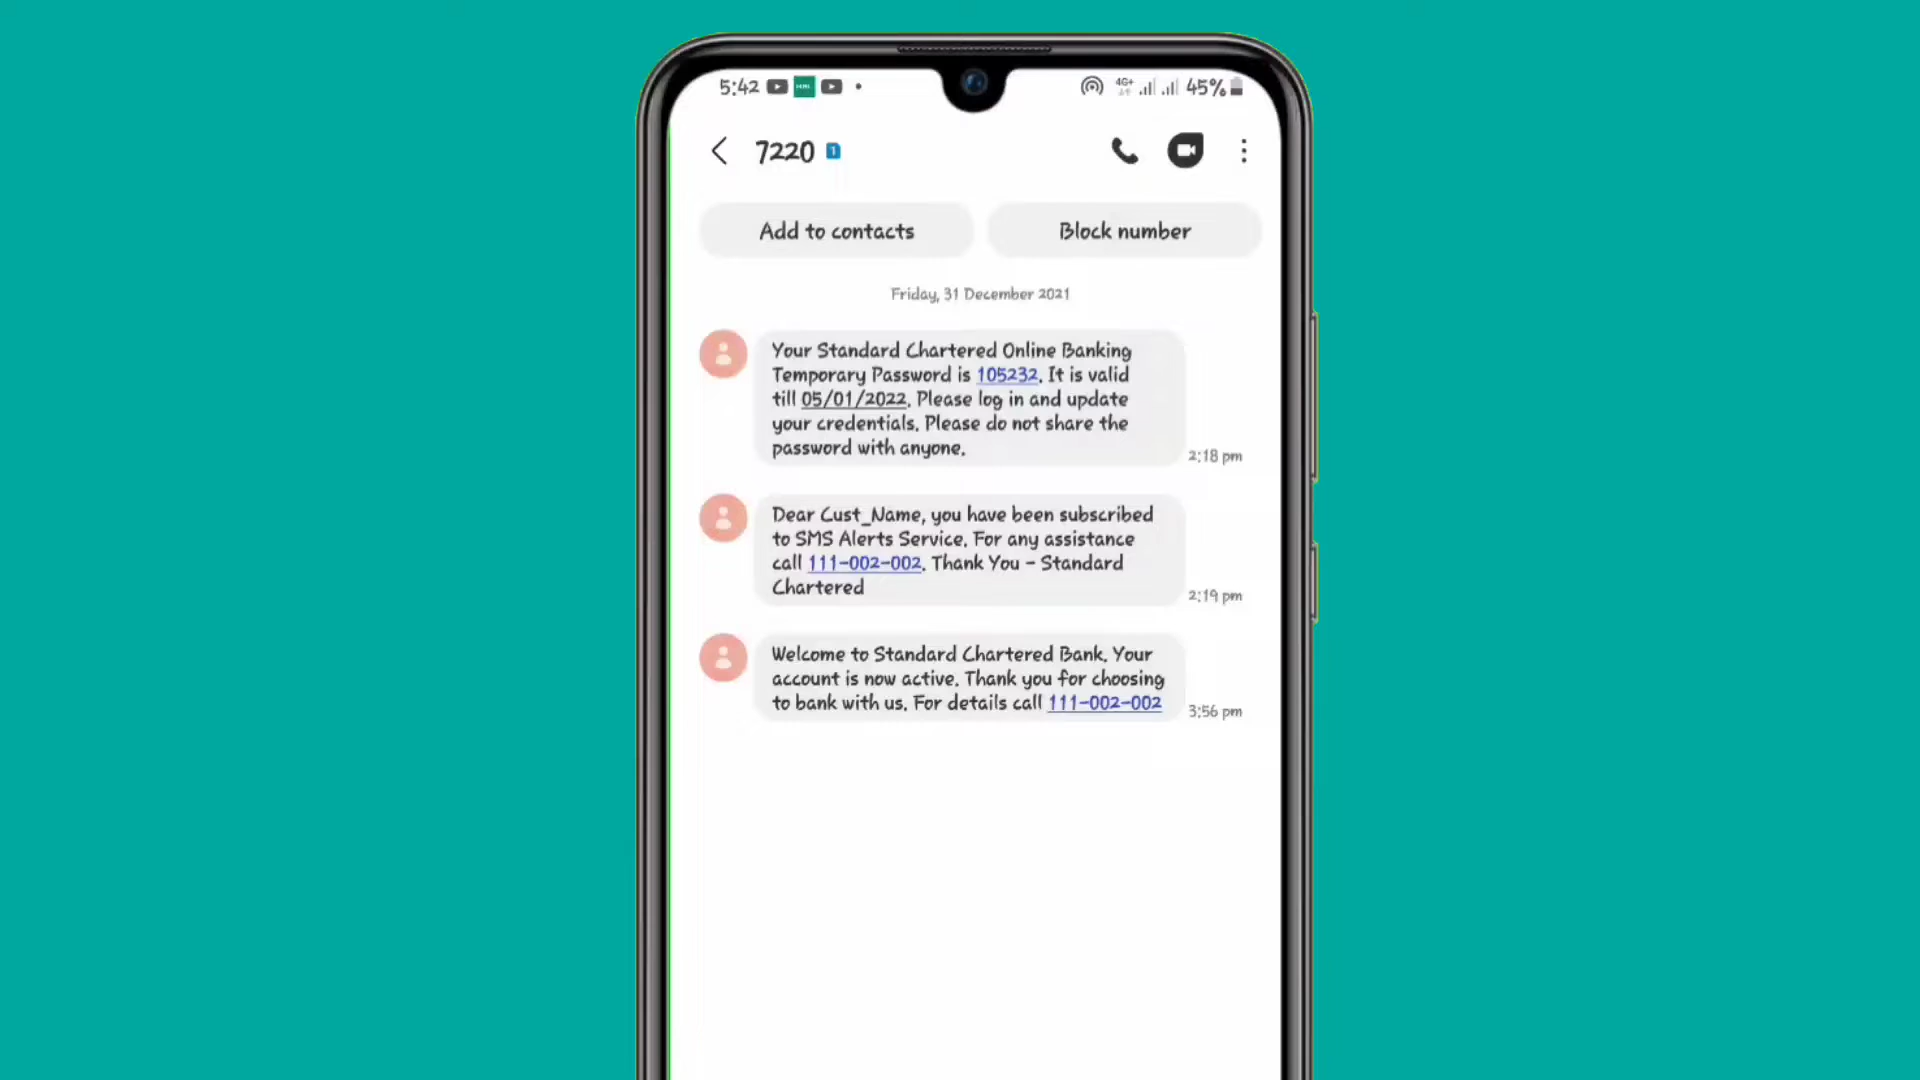 5:42
4G+
45%
7220 1
Add to contacts
Block number
Friday, 31 December 2021
Your Standard Chartered Online Banking
Temporary Password is 105232. It is valid
till 05/01/2022. Please log in and update
your credentials. Please do not share the
password with anyone.
2:18 pm
Dear Cust_Name, you have been subscribed
to SMS Alerts Service. For any assistance
call 111-002-002. Thank You - Standard
Chartered
2:19 pm
Welcome to Standard Chartered Bank. Your
account is now active. Thank you for choosing
to bank with us. For details call 111-002-002
3:56 pm